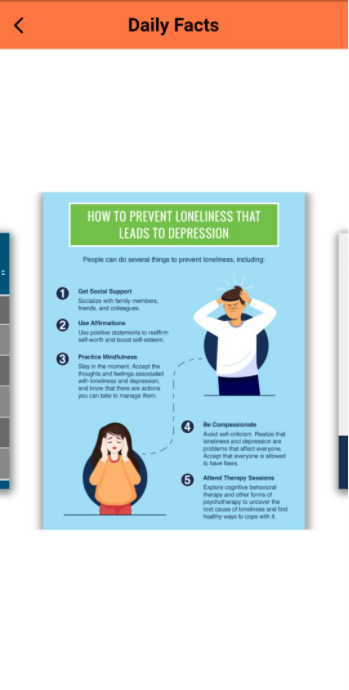 Daily Facts
HOW TO PREVENT LONELINESS THAT
LEADS TO DEPRESSION
People can do several things to prevent loneliness, including:
1 Get Social Support
Socialize with family members,
friends, and colleagues.
2 Use Affirmations
Use positive statements to reaffirm
self-worth and boost self-esteem.
3 Practice Mindfulness
Stay in the moment. Accept the
thoughts and feelings associated
with loneliness and depression,
and know that there are actions
you can take to manage them.
4 Be Compassionate
Avoid self-criticism. Realize that
loneliness and depression are
problems that affect everyone.
Accept that everyone is allowed
to have flaws.
5 Attend Therapy Sessions
Explore cognitive behavioral
therapy and other forms of
psychotherapy to uncover the
root cause of loneliness and find
healthy ways to cope with it.